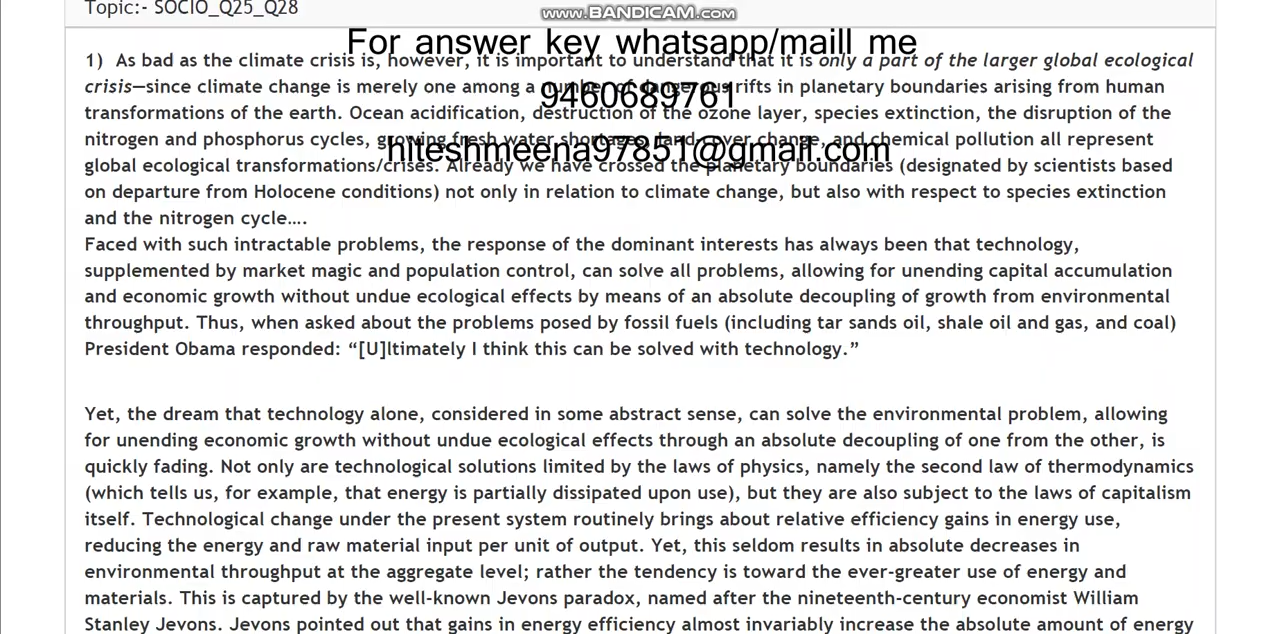 Topic:- SOCIO_Q25_Q28
www.BANDICAM.com
For answer key whatsapp/maill me
1) As bad as the climate crisis is, however, it is important to understand that it is only a part of the larger global ecological
9460689761
crisis—since climate change is merely one among a number of dangerous rifts in planetary boundaries arising from human
transformations of the earth. Ocean acidification, destruction of the ozone layer, species extinction, the disruption of the
hiteshmeena97851@gmail.com
nitrogen and phosphorus cycles, growing fresh water shortages, land-cover change, and chemical pollution all represent
global ecological transformations/crises. Already we have crossed the planetary boundaries (designated by scientists based
on departure from Holocene conditions) not only in relation to climate change, but also with respect to species extinction
and the nitrogen cycle….
Faced with such intractable problems, the response of the dominant interests has always been that technology,
supplemented by market magic and population control, can solve all problems, allowing for unending capital accumulation
and economic growth without undue ecological effects by means of an absolute decoupling of growth from environmental
throughput. Thus, when asked about the problems posed by fossil fuels (including tar sands oil, shale oil and gas, and coal)
President Obama responded: “[U]ltimately I think this can be solved with technology.”
Yet, the dream that technology alone, considered in some abstract sense, can solve the environmental problem, allowing
for unending economic growth without undue ecological effects through an absolute decoupling of one from the other, is
quickly fading. Not only are technological solutions limited by the laws of physics, namely the second law of thermodynamics
(which tells us, for example, that energy is partially dissipated upon use), but they are also subject to the laws of capitalism
itself. Technological change under the present system routinely brings about relative efficiency gains in energy use,
reducing the energy and raw material input per unit of output. Yet, this seldom results in absolute decreases in
environmental throughput at the aggregate level; rather the tendency is toward the ever-greater use of energy and
materials. This is captured by the well-known Jevons paradox, named after the nineteenth-century economist William
Stanley Jevons. Jevons pointed out that gains in energy efficiency almost invariably increase the absolute amount of energy